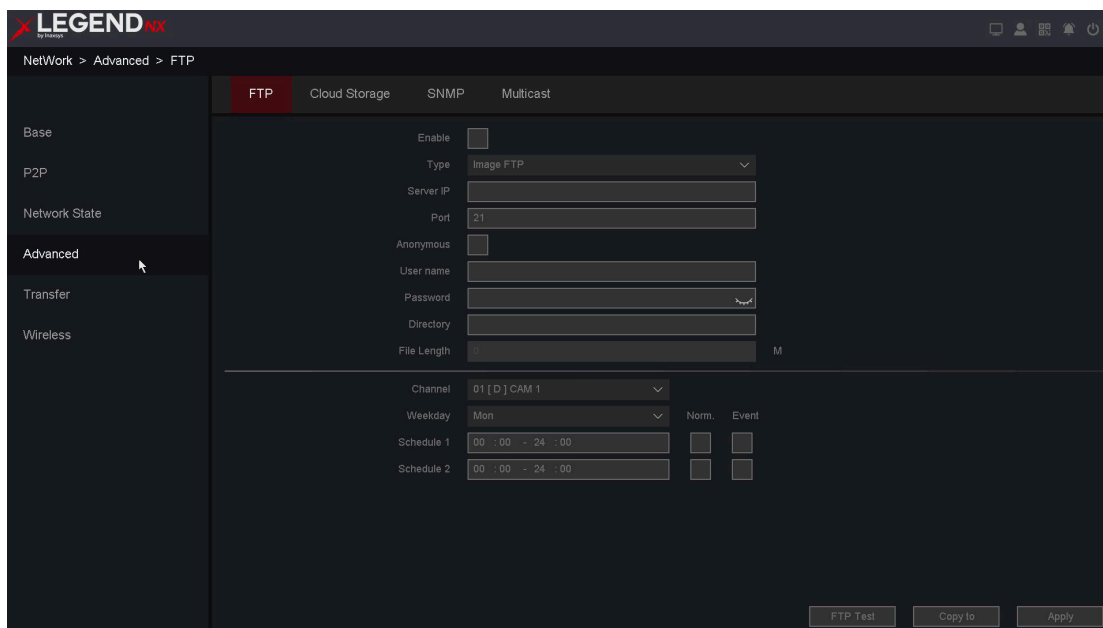 LEGEND NX
by Inaxsys
NetWork > Advanced > FTP
FTP Cloud Storage SNMP Multicast
Base
P2P
Network State
Advanced
Transfer
Wireless
Enable
Type Image FTP
Server IP
Port 21
Anonymous
User name
Password
Directory
File Length 0 M
Channel 01 [ D ] CAM 1
Weekday Mon Norm. Event
Schedule 1 00 : 00 - 24 : 00
Schedule 2 00 : 00 - 24 : 00
FTP Test Copy to Apply